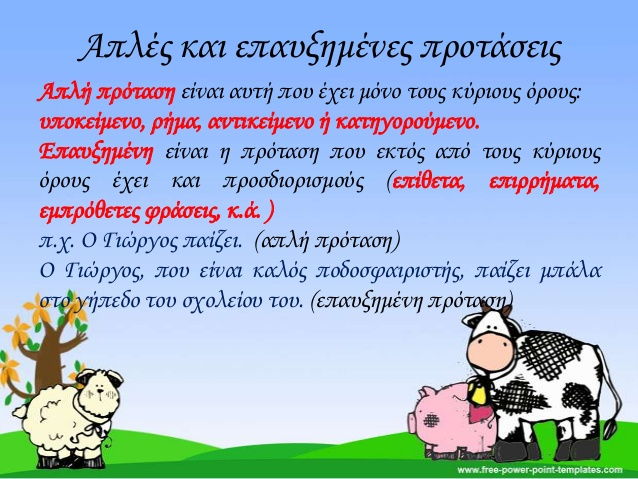 Απλές και επαυξημένες προτάσεις
Απλή πρόταση είναι αυτή που έχει μόνο τους κύριους όρους:
υποκείμενο, ρήμα, αντικείμενο ή κατηγορούμενο.
Επαυξημένη είναι η πρόταση που εκτός από τους κύριους
όρους έχει και προσδιορισμούς (επίθετα, επιρρήματα,
εμπρόθετες φράσεις, κ.ά. )
π.χ. Ο Γιώργος παίζει. (απλή πρόταση)
Ο Γιώργος, που είναι καλός ποδοσφαιριστής, παίζει μπάλα
στο γήπεδο του σχολείου του. (επαυξημένη πρόταση)
www.free-power-point-templates.com